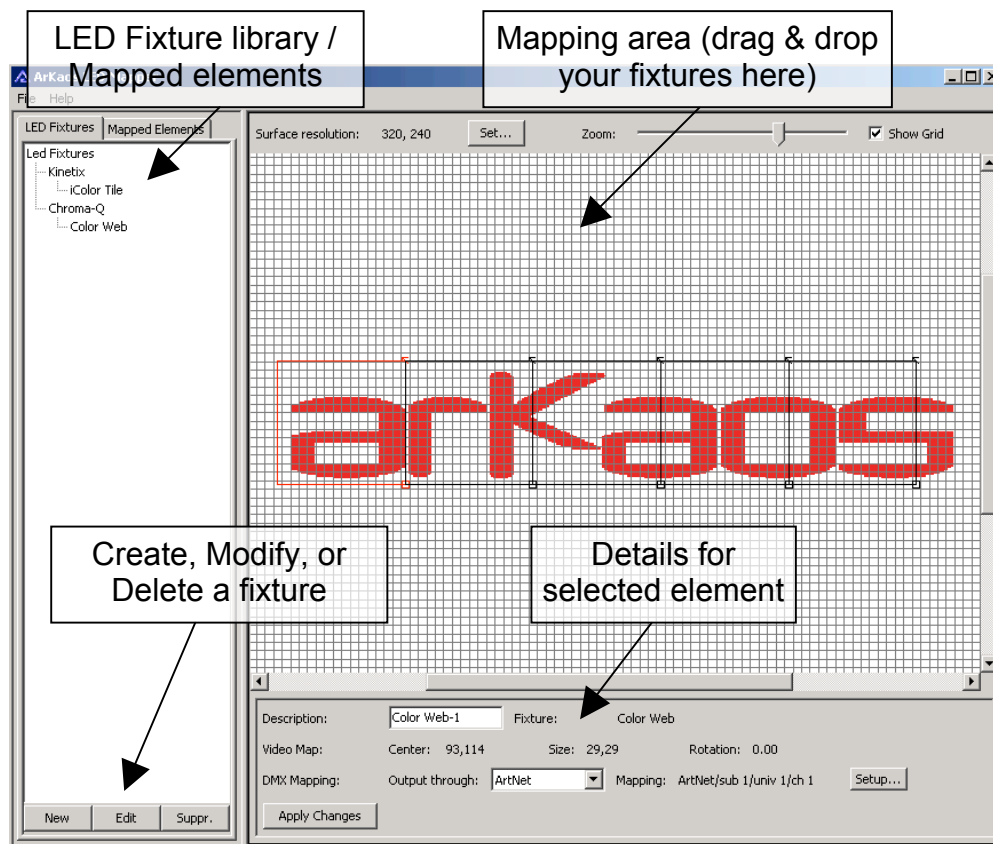 LED Fixture library /
Mapped elements
Mapping area (drag & drop
your fixtures here)
File Help
LED Fixtures Mapped Elements
Surface resolution: 320, 240 Set... Zoom: Show Grid
Led Fixtures
Kinetix
iColor Tile
Chroma-Q
Color Web
arkaos
Create, Modify, or
Delete a fixture
Details for
selected element
Description: Color Web-1 Fixture: Color Web
Video Map: Center: 93,114 Size: 29,29 Rotation: 0.00
DMX Mapping: Output through: ArtNet Mapping: ArtNet/sub 1/univ 1/ch 1 Setup...
New Edit Suppr.
Apply Changes